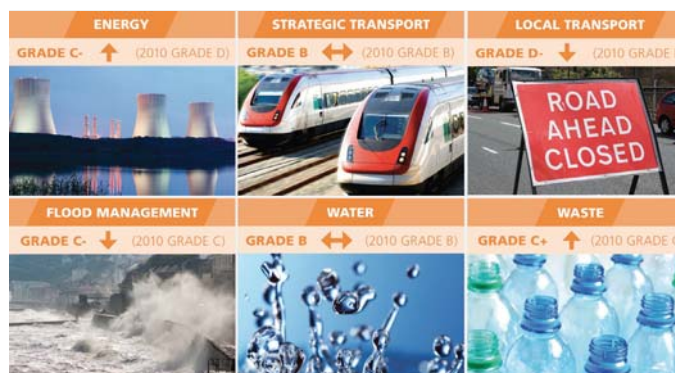 ENERGY
GRADE C- (2010 GRADE D)
STRATEGIC TRANSPORT
GRADE B (2010 GRADE B)
LOCAL TRANSPORT
GRADE D- (2010 GRADE
ROAD
AHEAD
CLOSED
FLOOD MANAGEMENT
GRADE C- (2010 GRADE C)
WATER
GRADE B (2010 GRADE B)
WASTE
GRADE C+ (2010 GRADE